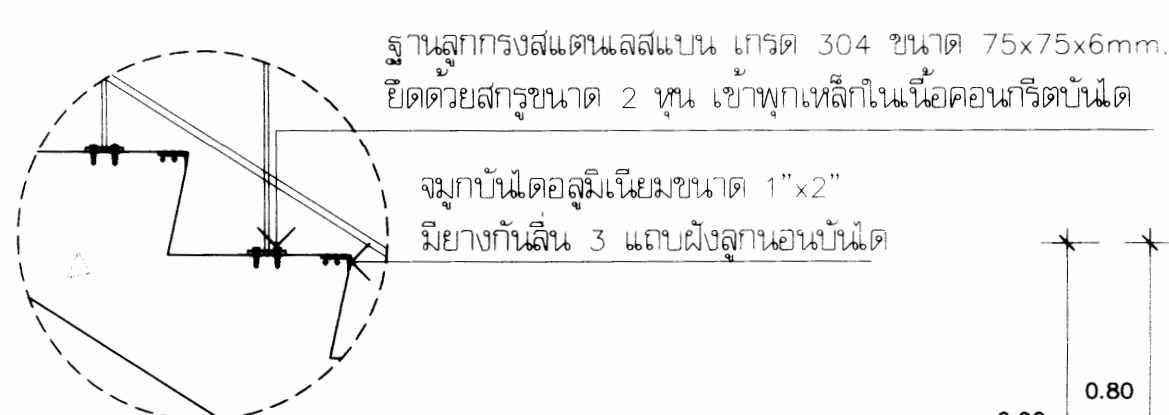 ฐานลูกกรงสแตนเลสแบน เกรด 304 ขนาด 75x75x6mm.
ยึดด้วยสกรูขนาด 2 หุน เข้าพุกเหล็กในเนื้อคอนกรีตบันได
จมูกบันไดอลูมิเนียมขนาด 1"x2"
มียางกันลื่น 3 แถบฝังลูกนอนบันได
0.80